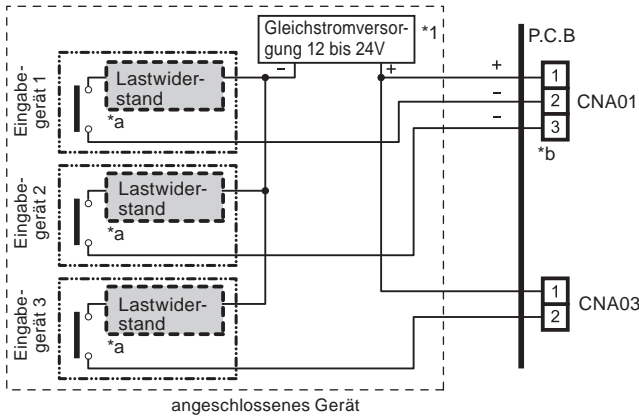 Gleichstromversor-
gung 12 bis 24V
*1
P.C.B
Eingabe-
gerät 1
Lastwider-
stand
*a
–
+
+
–
–
1
2
3
CNA01
*b
Eingabe-
gerät 2
Lastwider-
stand
*a
Eingabe-
gerät 3
Lastwider-
stand
*a
1
2
CNA03
angeschlossenes Gerät